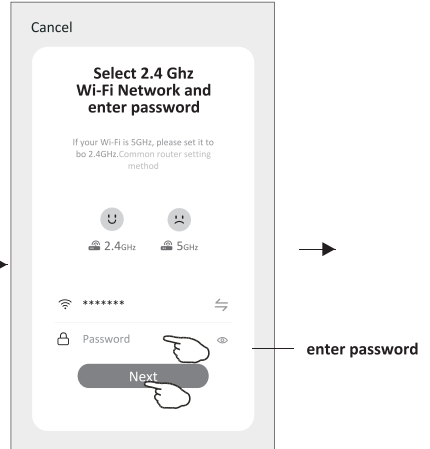 Cancel
Select 2.4 Ghz
Wi-Fi Network and
enter password
If your Wi-Fi is 5GHz, please set it to
bo 2.4GHz.Common router setting
method
2.4GHz 5GHz
*******
Password
enter password
Next